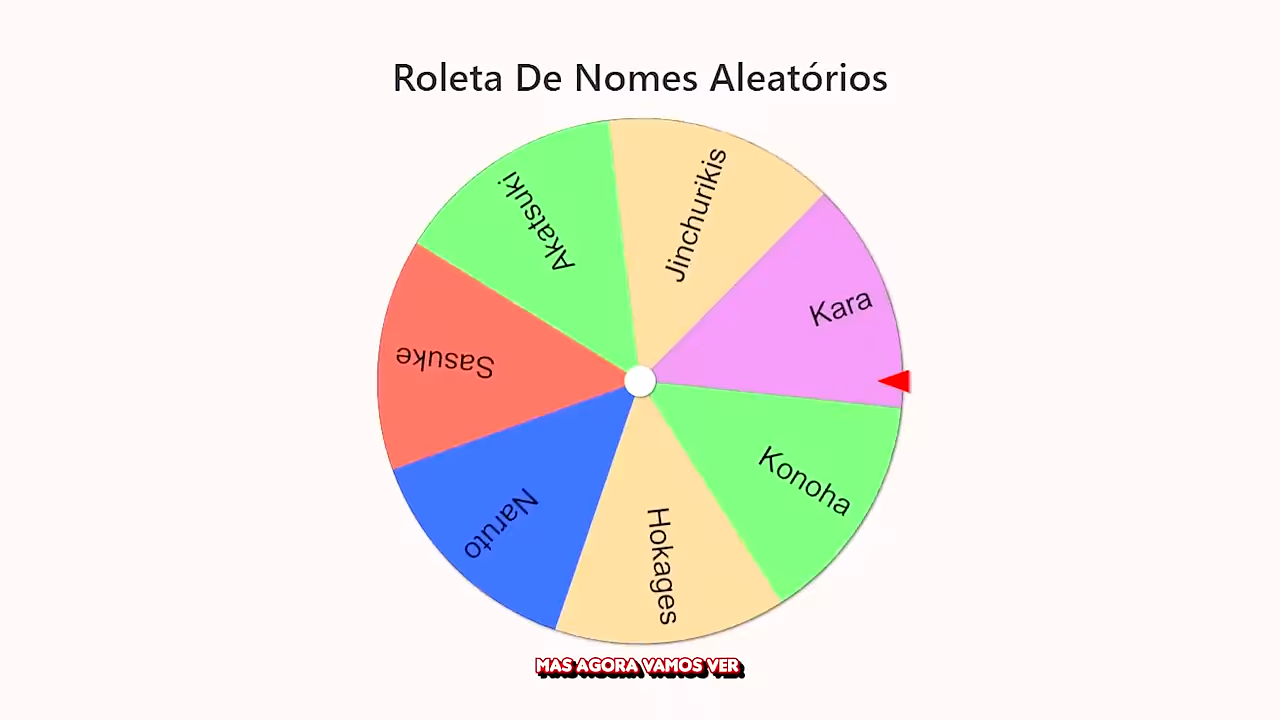 Roleta De Nomes Aleatórios
Jinchurikis
Akatsuki
Kara
Sasuke
Konoha
Naruto
Hokages
MAS AGORA VAMOS VER